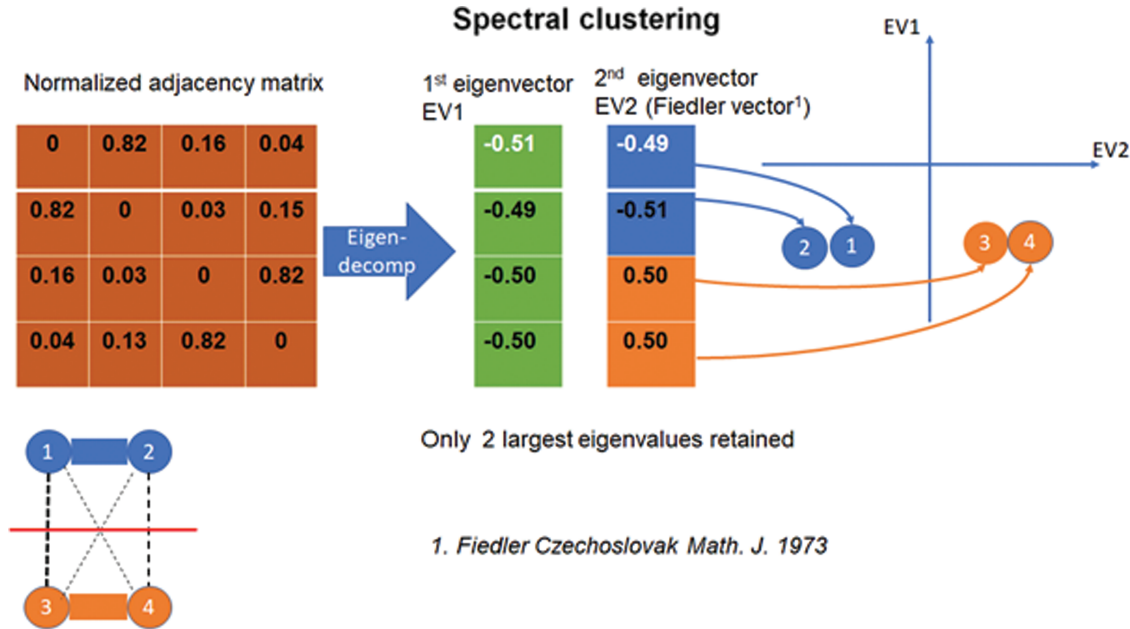 Spectral clustering
EV1
Normalized adjacency matrix
1st eigenvector
EV1
2nd eigenvector
EV2 (Fiedler vector1)
0 0.82 0.16 0.04
0.82 0 0.03 0.15
0.16 0.03 0 0.82
0.04 0.13 0.82 0
Eigen-
decomp
-0.51
-0.49
-0.50
-0.50
-0.49
-0.51
0.50
0.50
EV2
2 1 3 4
1 2
3 4
Only 2 largest eigenvalues retained
1. Fiedler Czechoslovak Math. J. 1973